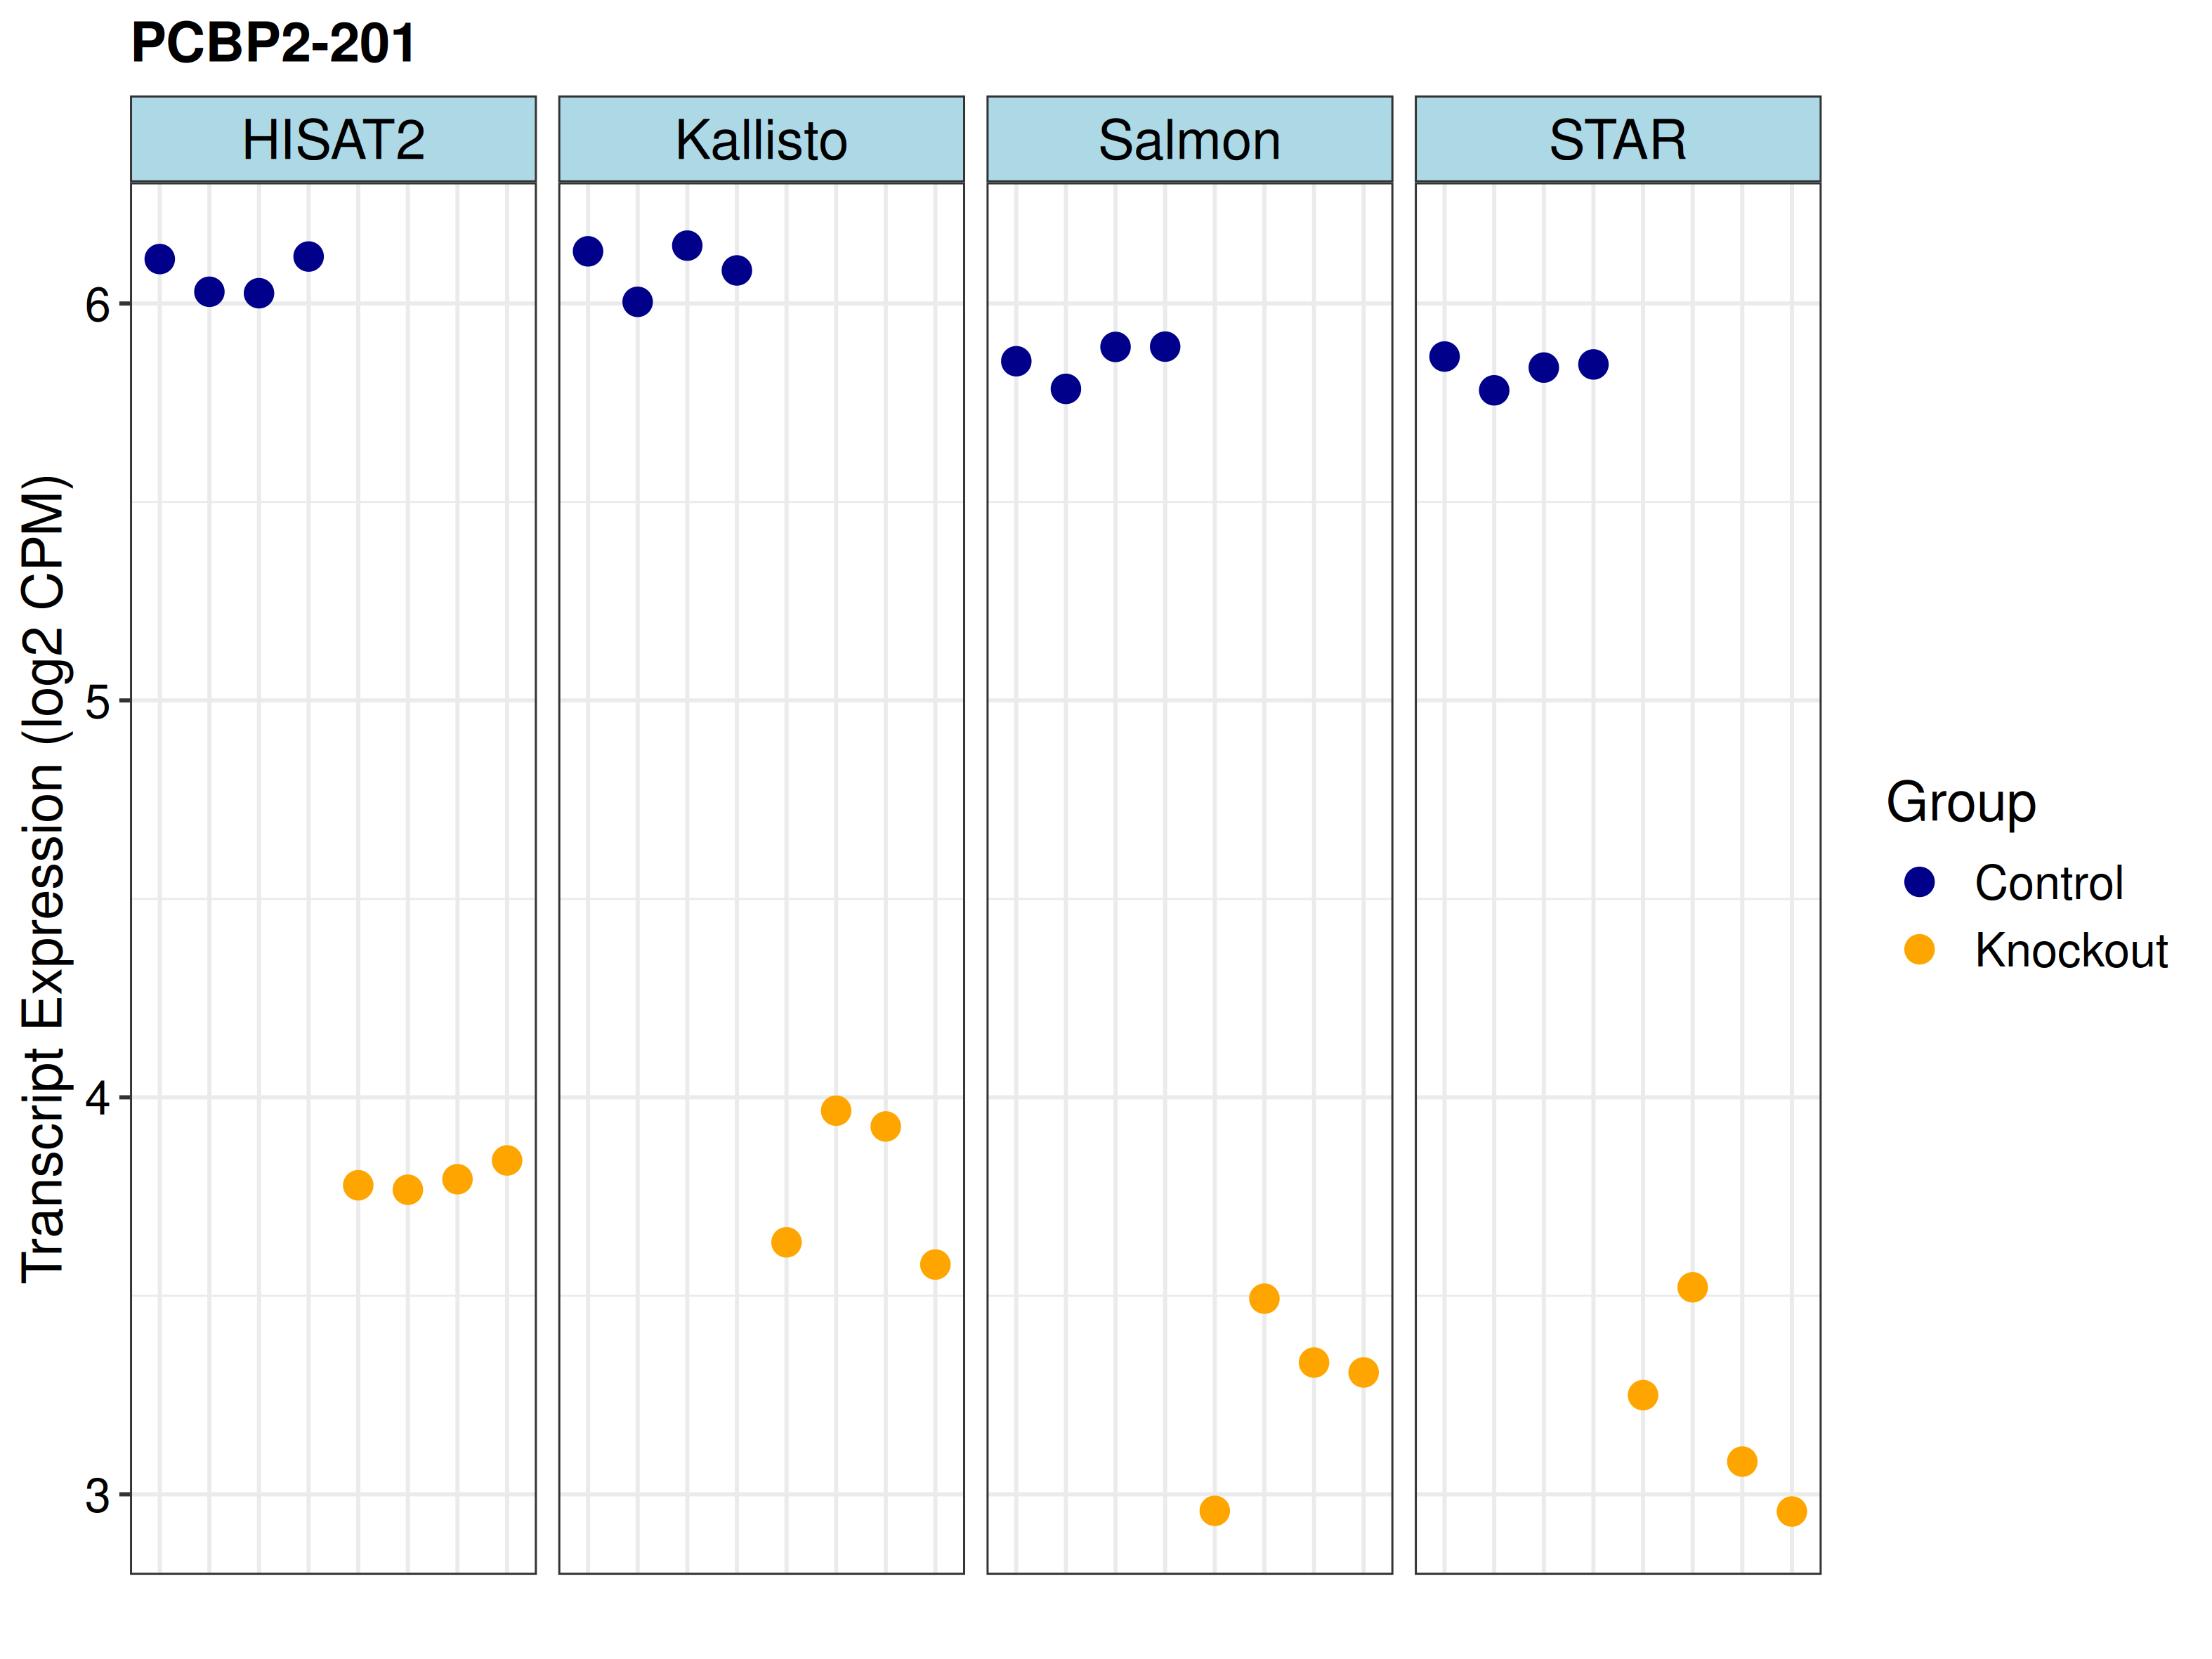 PCBP2-201
HISAT2
Kallisto
Salmon
STAR
Transcript Expression (log2 CPM)
6
5
4
3
Group
Control
Knockout